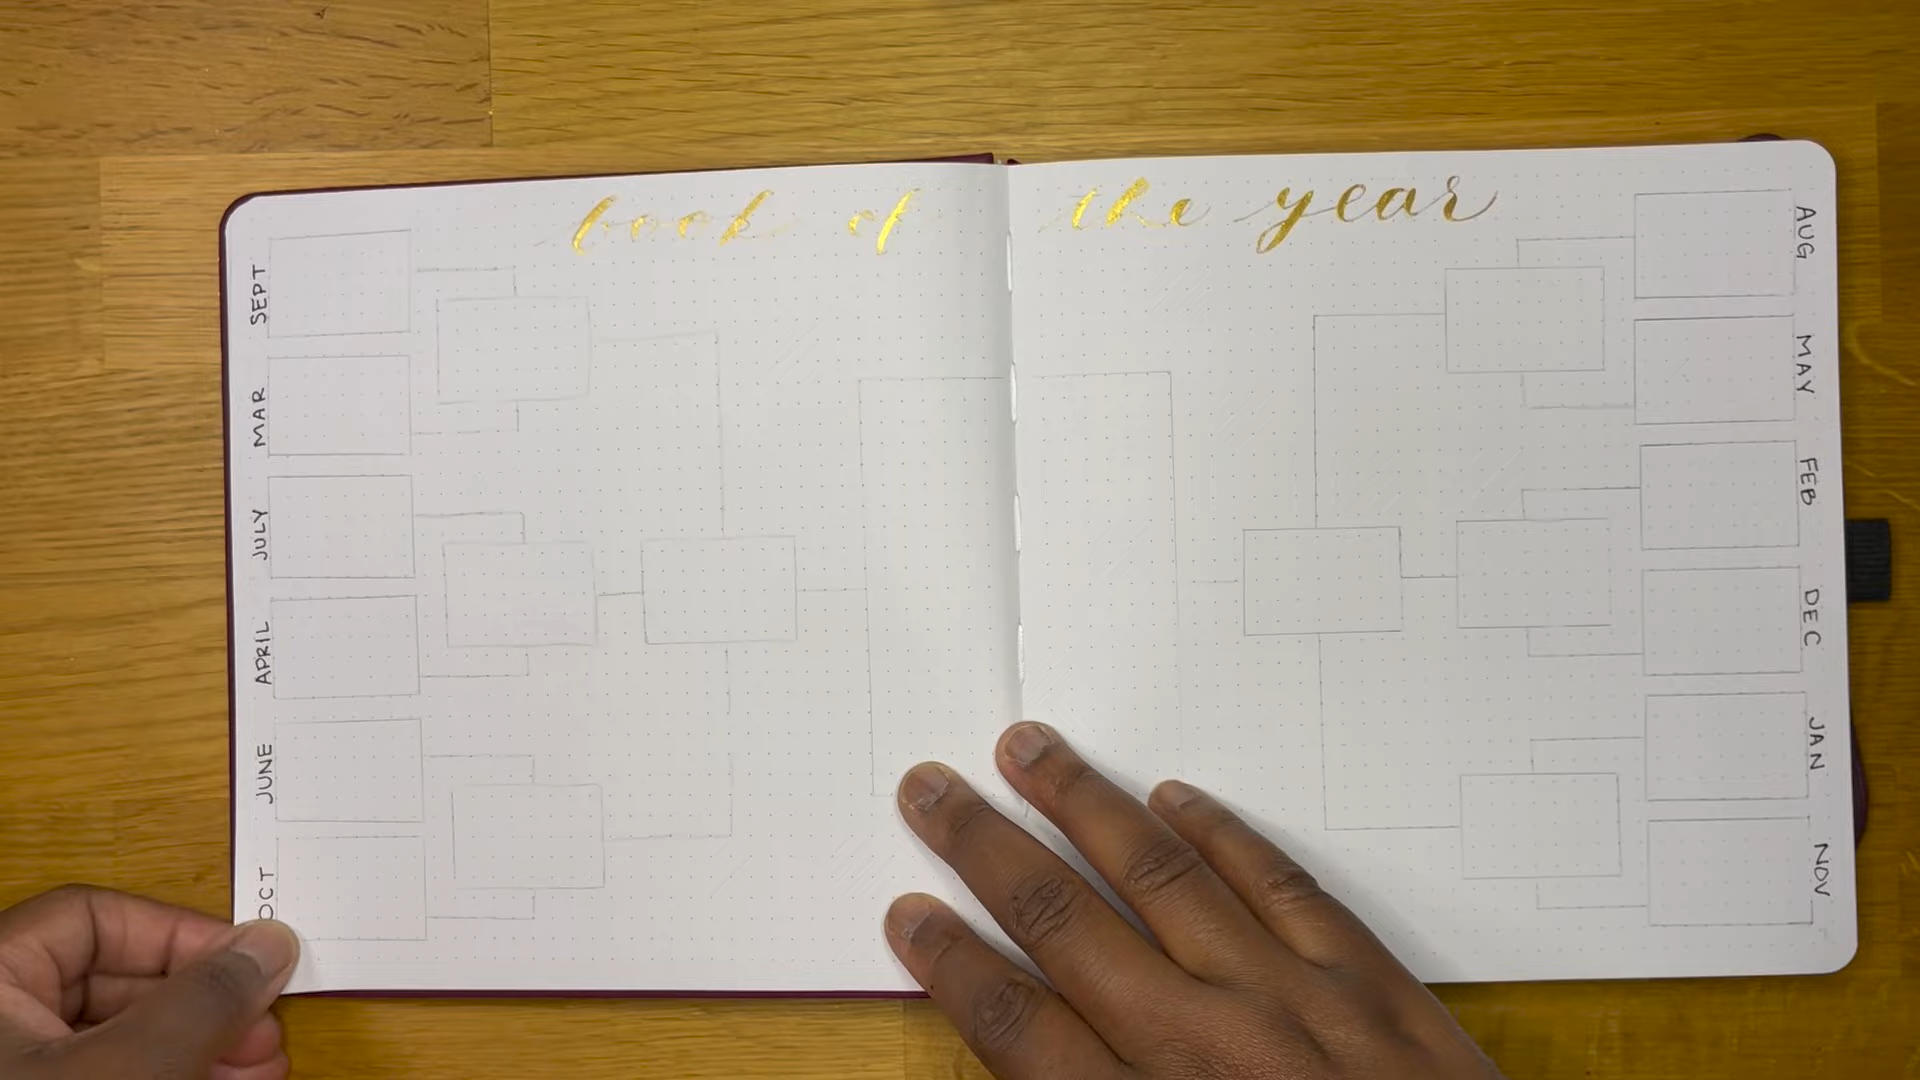 book of the year
SEPT
MAR
JULY
APRIL
JUNE
OCT
AUG
MAY
FEB
DEC
JAN
NOV